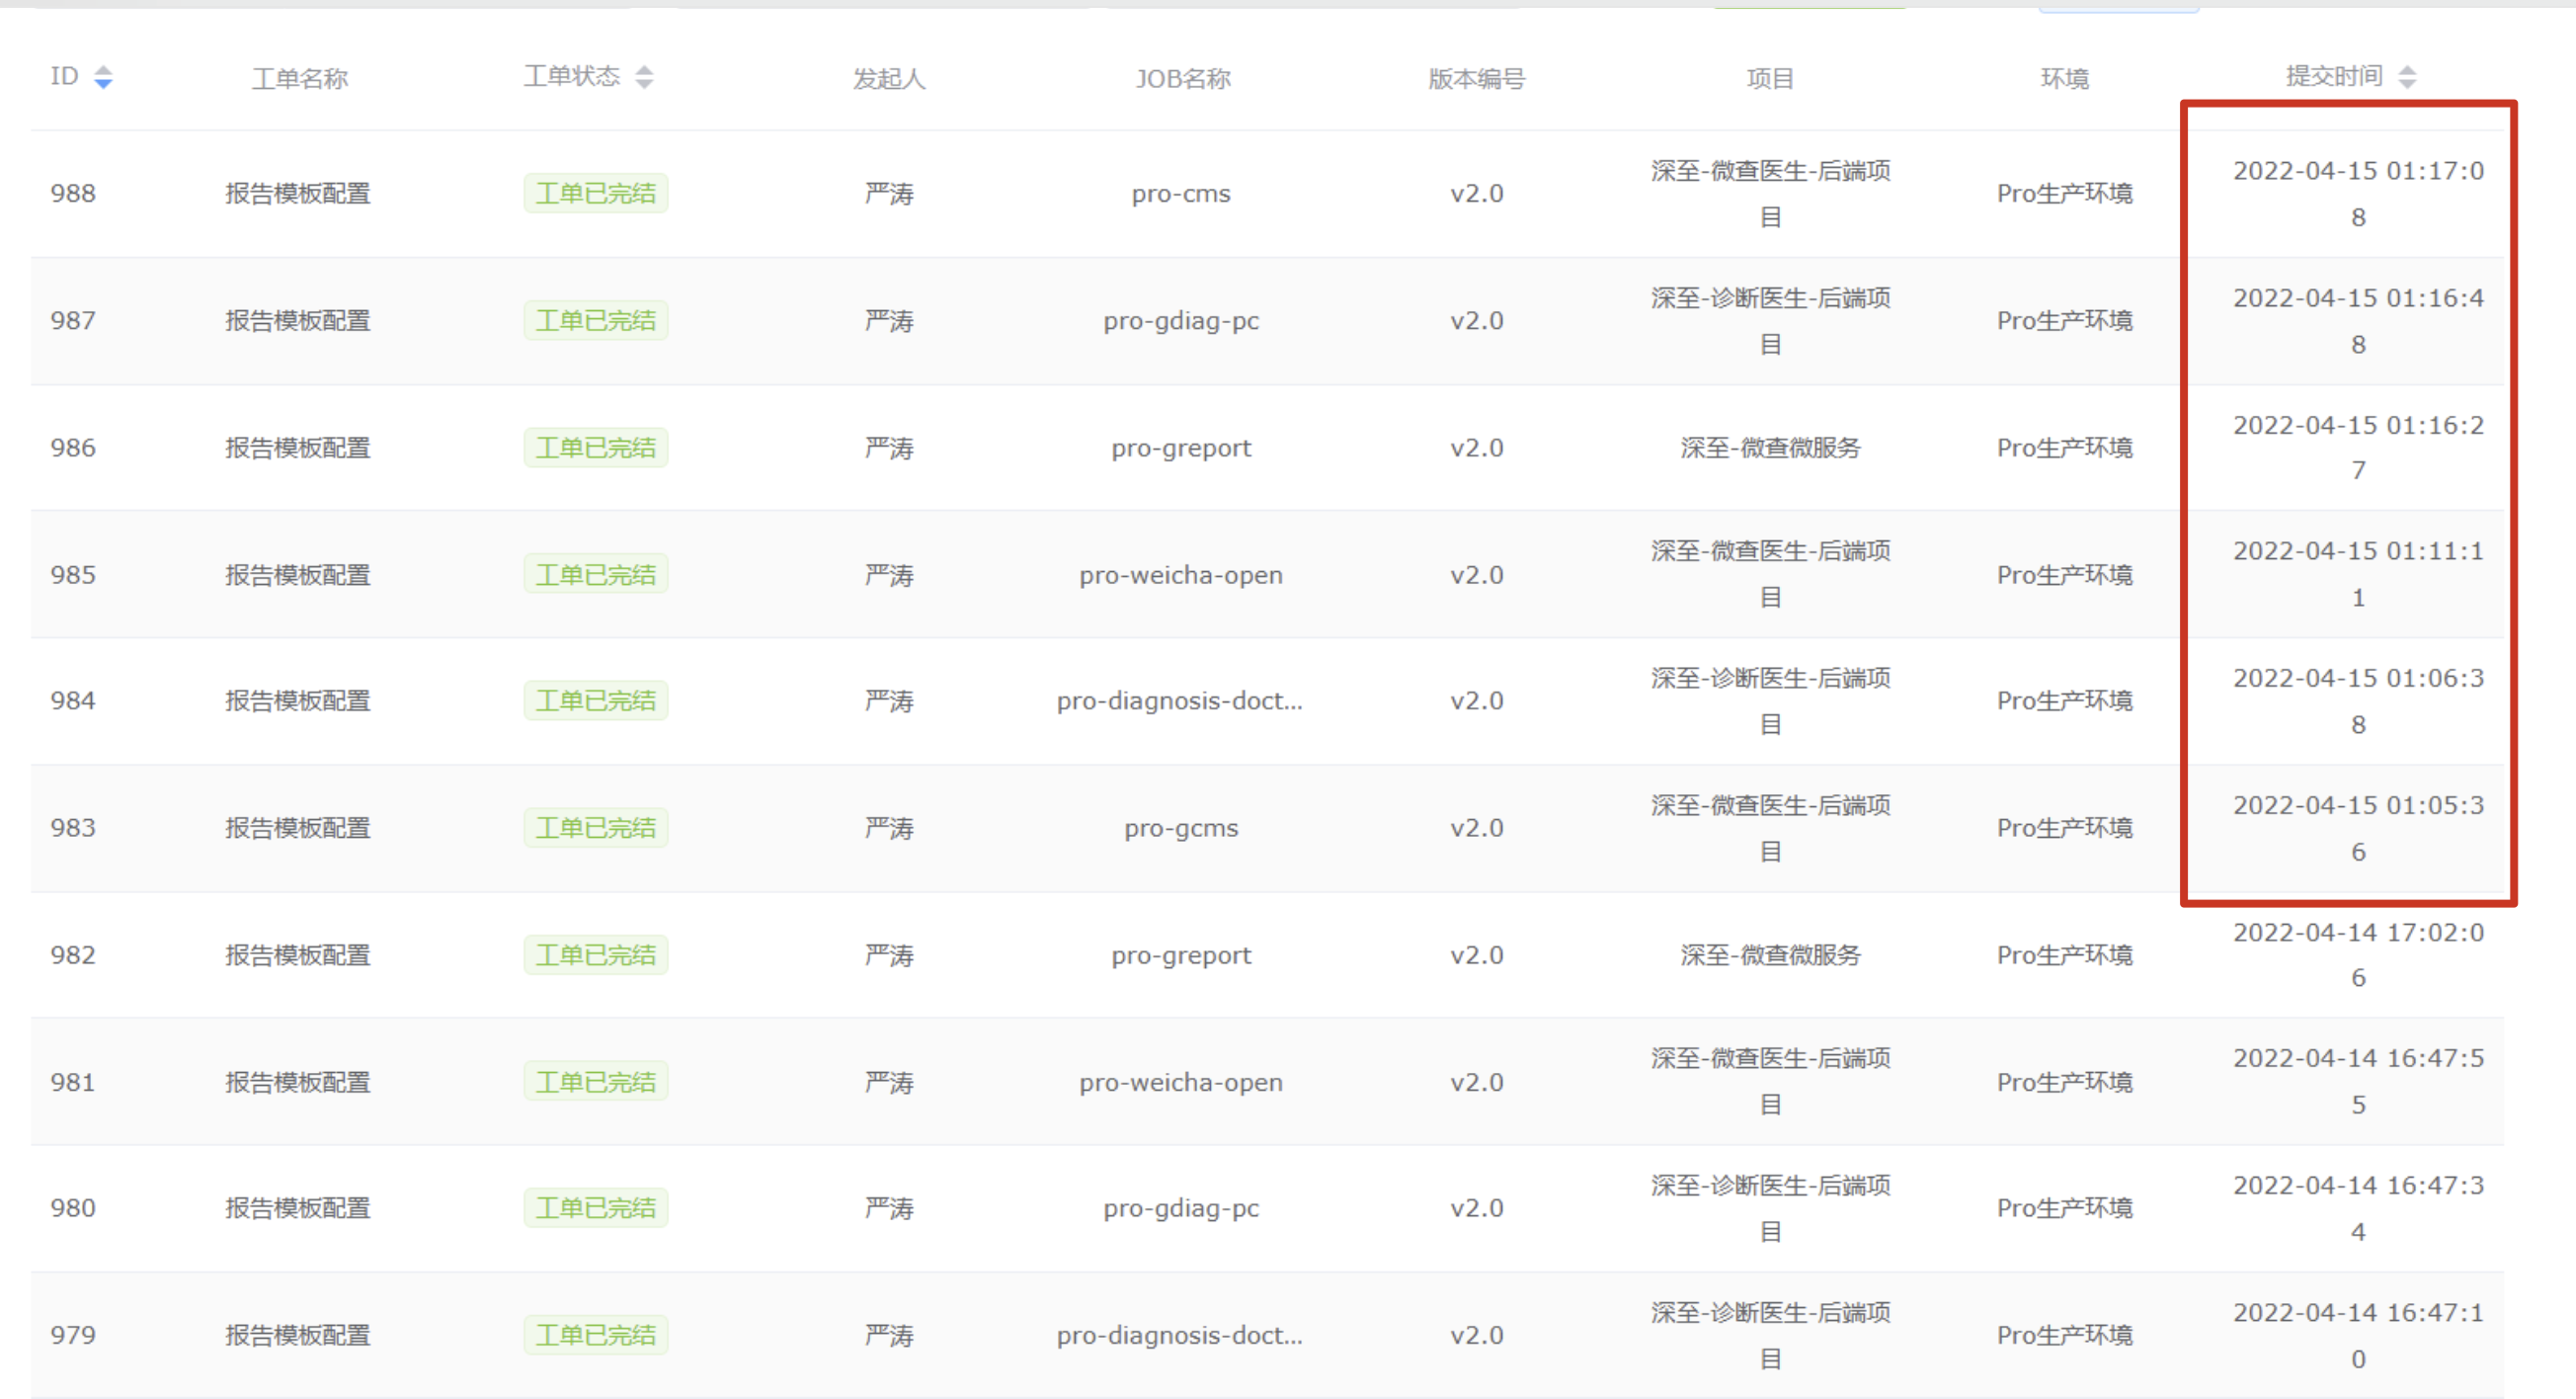 ID 工单名称 工单状态 发起人 JOB名称 版本编号 项目 环境 提交时间
988 报告模板配置 工单已完结 严涛 pro-cms v2.0 深至-微查医生-后端项 Pro生产环境 2022-04-15 01:17:0
目 8
987 报告模板配置 工单已完结 严涛 pro-gdiag-pc v2.0 深至-诊断医生-后端项 Pro生产环境 2022-04-15 01:16:4
目 8
986 报告模板配置 工单已完结 严涛 pro-greport v2.0 深至-微查微服务 Pro生产环境 2022-04-15 01:16:2
7
985 报告模板配置 工单已完结 严涛 pro-weicha-open v2.0 深至-微查医生-后端项 Pro生产环境 2022-04-15 01:11:1
目 1
984 报告模板配置 工单已完结 严涛 pro-diagnosis-doct... v2.0 深至-诊断医生-后端项 Pro生产环境 2022-04-15 01:06:3
目 8
983 报告模板配置 工单已完结 严涛 pro-gcms v2.0 深至-微查医生-后端项 Pro生产环境 2022-04-15 01:05:3
目 6
982 报告模板配置 工单已完结 严涛 pro-greport v2.0 深至-微查微服务 Pro生产环境 2022-04-14 17:02:0
6
981 报告模板配置 工单已完结 严涛 pro-weicha-open v2.0 深至-微查医生-后端项 Pro生产环境 2022-04-14 16:47:5
目 5
980 报告模板配置 工单已完结 严涛 pro-gdiag-pc v2.0 深至-诊断医生-后端项 Pro生产环境 2022-04-14 16:47:3
目 4
979 报告模板配置 工单已完结 严涛 pro-diagnosis-doct... v2.0 深至-诊断医生-后端项 Pro生产环境 2022-04-14 16:47:1
目 0